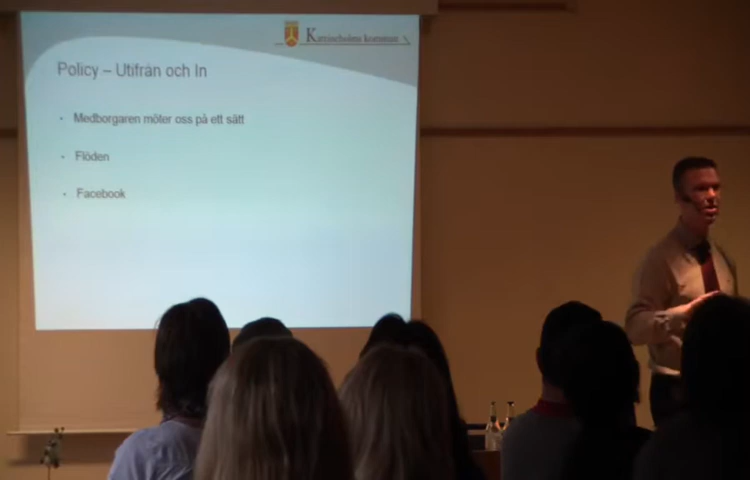 Katrineholms kommun
Policy – Utifrån och In
• Medborgaren möter oss på ett sätt
• Flöden
• Facebook